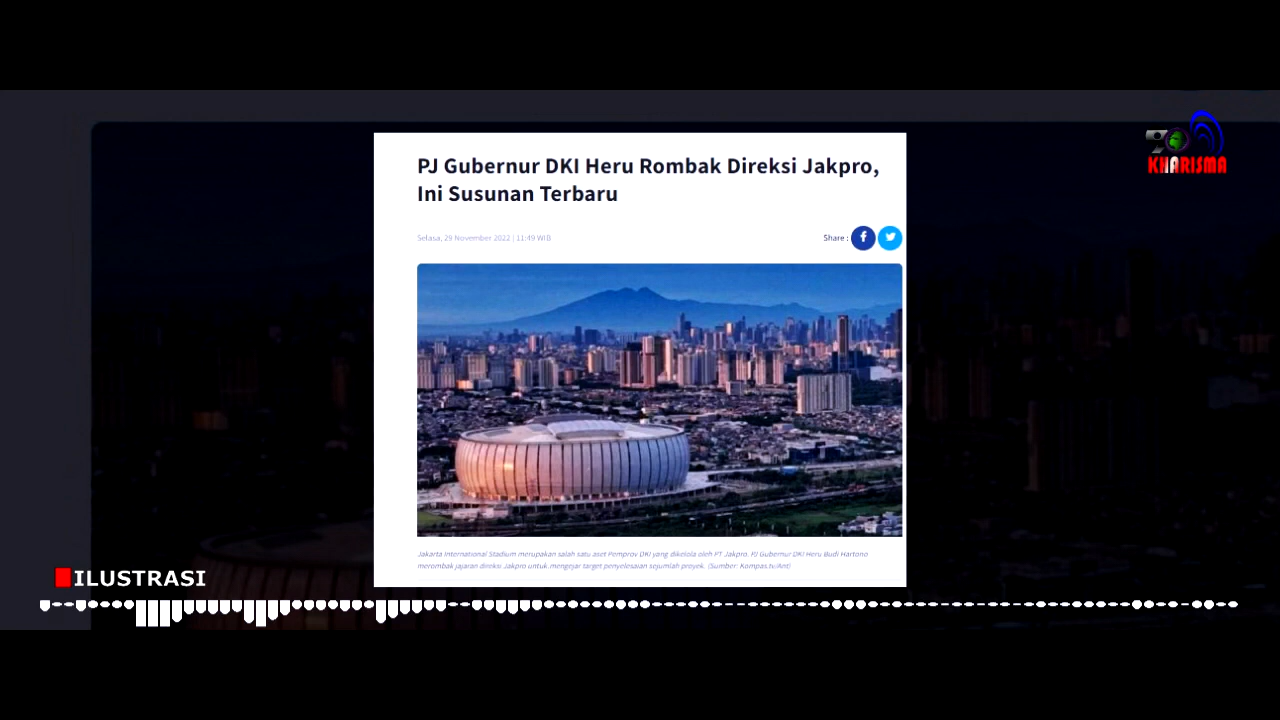 PJ Gubernur DKI Heru Rombak Direksi Jakpro,
Ini Susunan Terbaru
Selasa, 29 November 2022 | 11:49 WIB
Share :
90
KHARISMA
Jakarta International Stadium merupakan salah satu aset Pemprov DKI yang dikelola oleh PT Jakpro. PJ Gubernur DKI Heru Budi Hartono
merombak jajaran direksi Jakpro untuk mengejar target penyelesaian sejumlah proyek. (Sumber: Kompas.tv/Ant)
ILUSTRASI